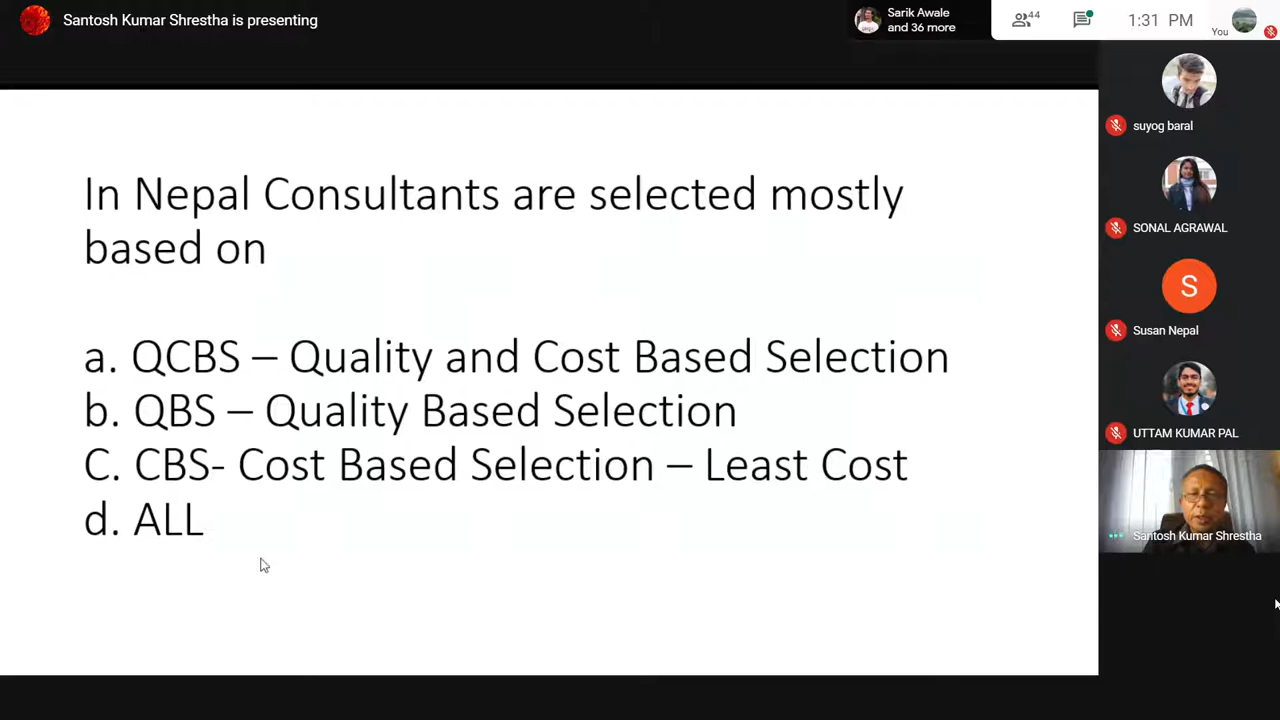 Santosh Kumar Shrestha is presenting
Sarik Awale
and 36 more
44
1:31 PM
You
In Nepal Consultants are selected mostly
based on
a. QCBS – Quality and Cost Based Selection
b. QBS – Quality Based Selection
C. CBS- Cost Based Selection – Least Cost
d. ALL
suyog baral
SONAL AGRAWAL
S
Susan Nepal
UTTAM KUMAR PAL
Santosh Kumar Shrestha